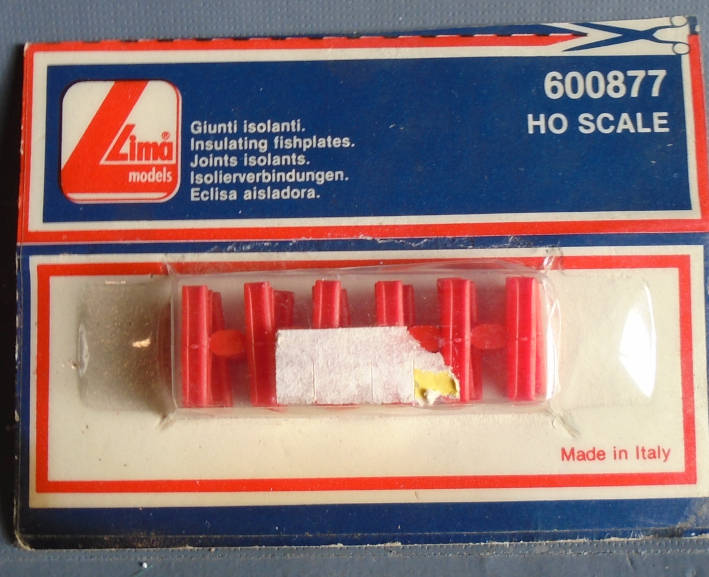 600877
HO SCALE
Lima®
models
Giunti isolanti.
Insulating fishplates.
Joints isolants.
Isolierverbindungen.
Eclisa aisladora.
Made in Italy